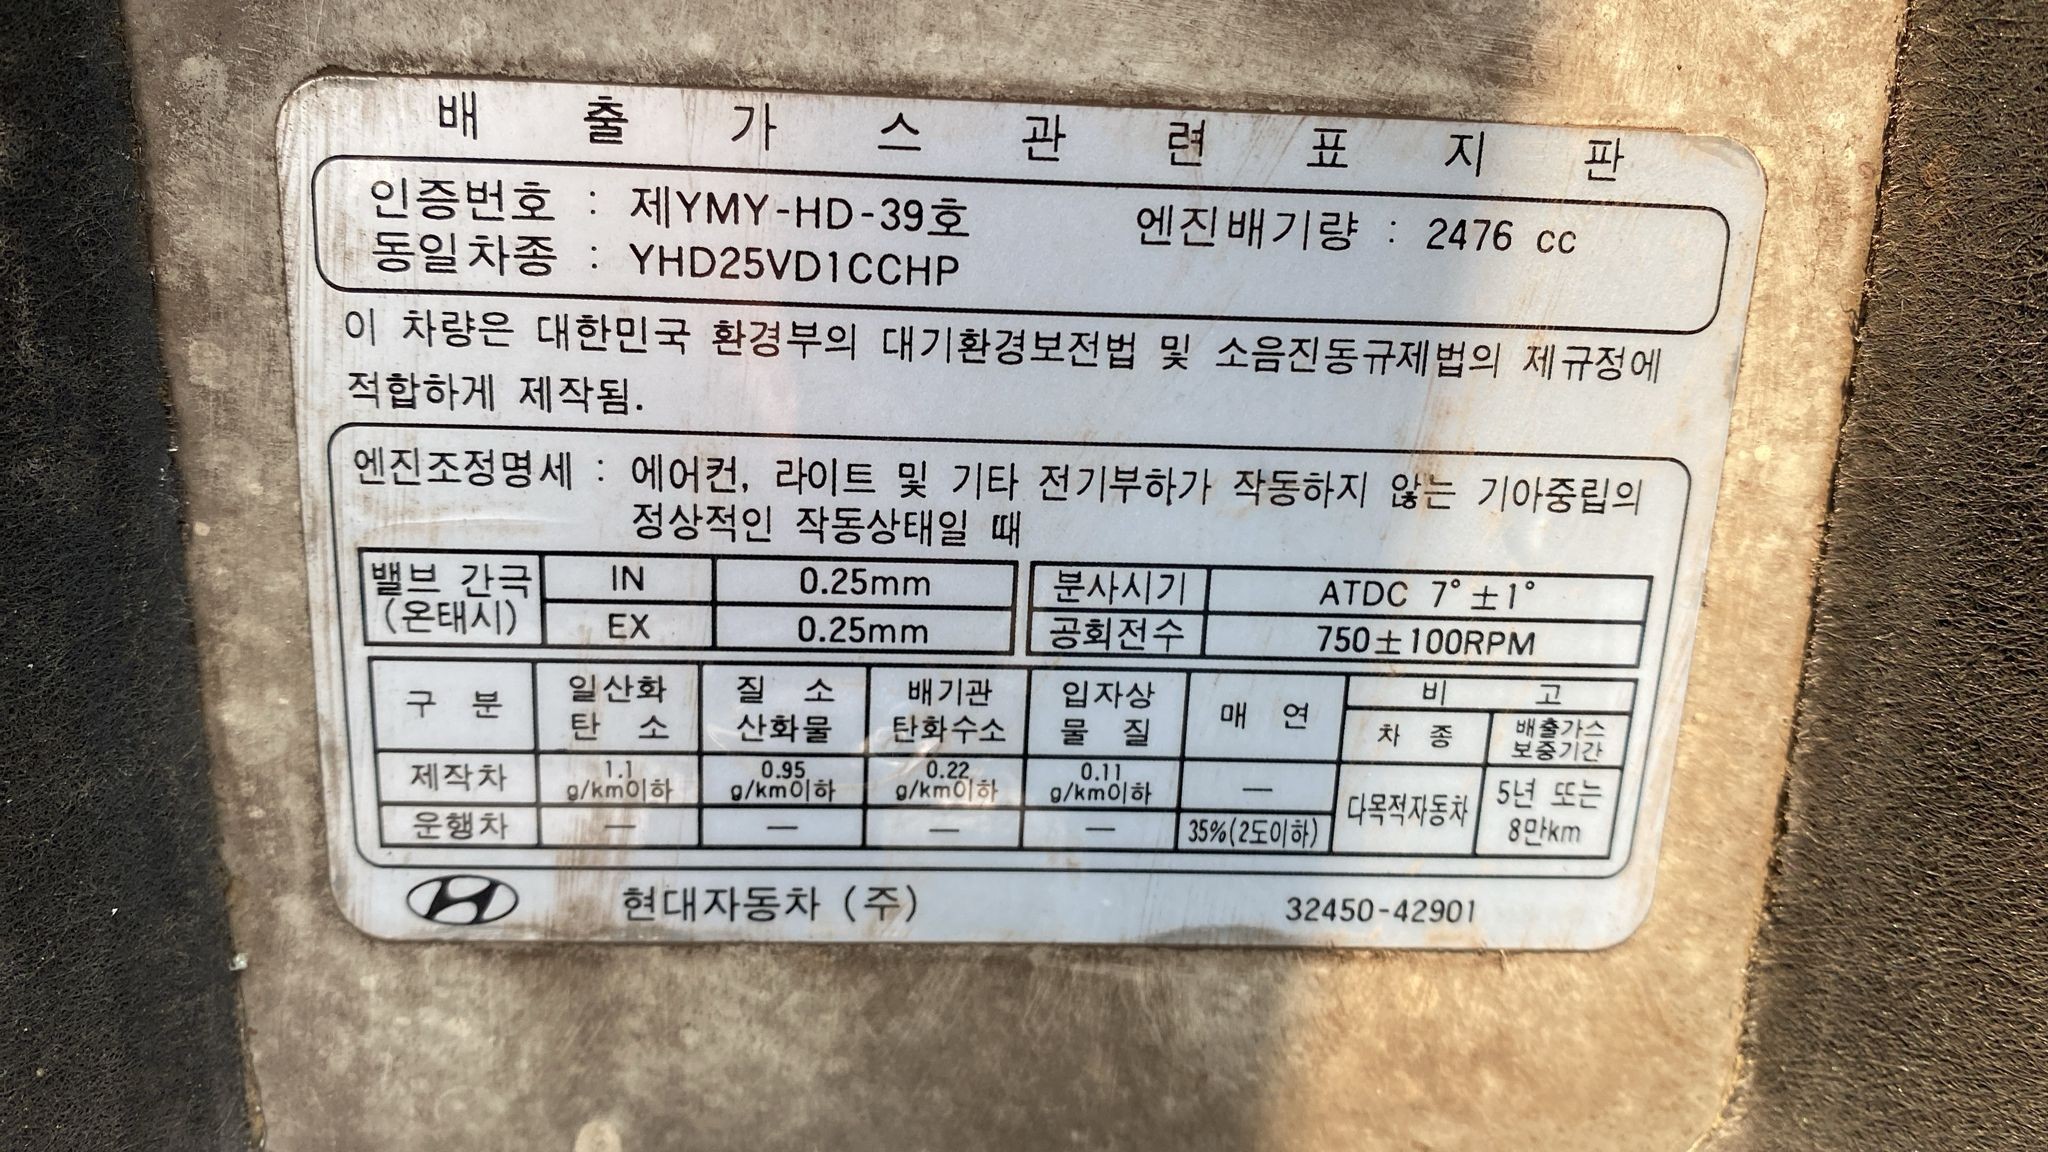 배출가스관련표지판
인증번호 : 제YMY-HD-39호 엔진배기량 : 2476 cc
동일차종 : YHD25VD1CCHP
이 차량은 대한민국 환경부의 대기환경보전법 및 소음진동규제법의 제규정에
적합하게 제작됨.
엔진조정명세 : 에어컨, 라이트 및 기타 전기부하가 작동하지 않는 기아중립의
정상적인 작동상태일 때
밸브 간극 (온태시) IN 0.25mm 분사시기 ATDC 7° ±1°
EX 0.25mm 공회전수 750±100RPM
구 분 일산화 탄 소 질 소 산화물 배기관 탄화수소 입자상 물 질 매 연 비 고
차 종 배출가스 보증기간
제작차 1.1 g/km이하 0.95 g/km이하 0.22 g/km이하 0.11 g/km이하 — 다목적자동차 5년 또는 8만km
운행차 — — — — 35%(2도이하)
현대자동차 (주) 32450-42901